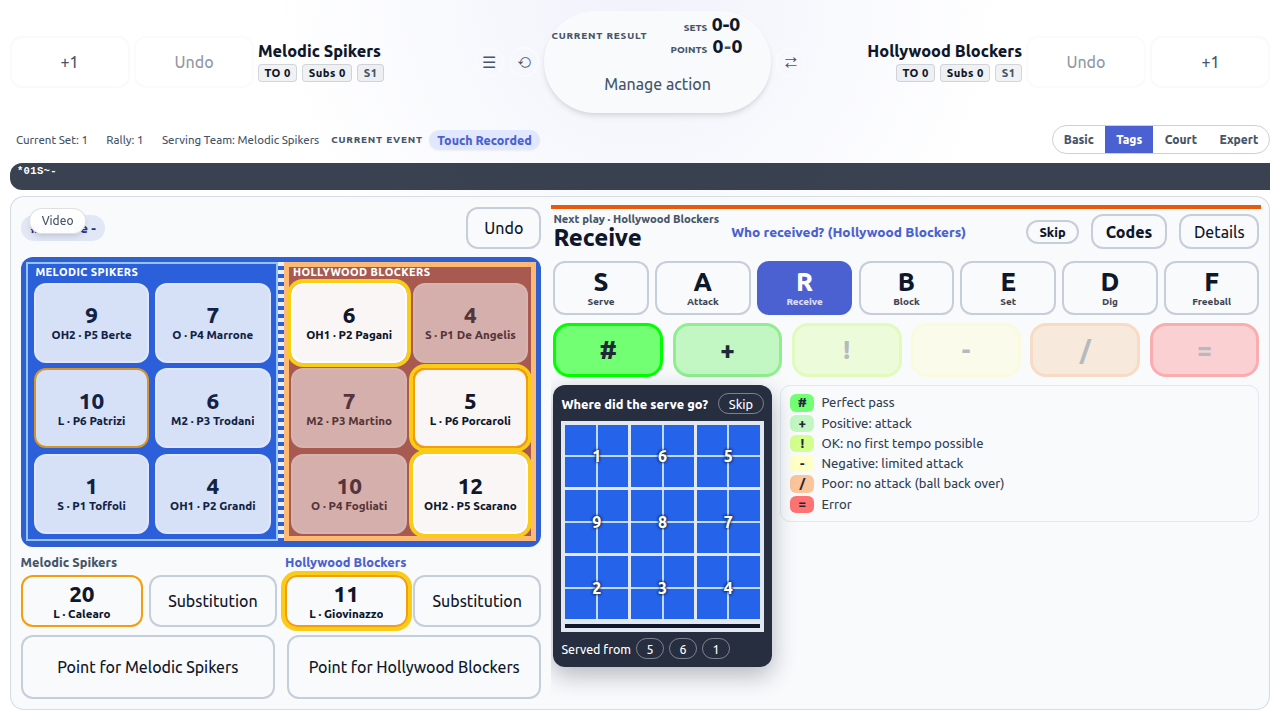 +1
Undo
Melodic Spikers
TO 0 Subs 0 S1
CURRENT RESULT
SETS 0-0
POINTS 0-0
Manage action
Hollywood Blockers
TO 0 Subs 0 S1
Undo
+1
Current Set: 1 Rally: 1 Serving Team: Melodic Spikers CURRENT EVENT Touch Recorded
Basic Tags Court Expert
*01S~-
Video
Undo
MELODIC SPIKERS
HOLLYWOOD BLOCKERS
9
OH2 · P5 Berte
7
O · P4 Marrone
6
OH1 · P2 Pagani
4
S · P1 De Angelis
10
L · P6 Patrizi
6
M2 · P3 Trodani
7
M2 · P3 Martino
5
L · P6 Porcaroli
1
S · P1 Toffoli
4
OH1 · P2 Grandi
10
O · P4 Fogliati
12
OH2 · P5 Scarano
Melodic Spikers
Hollywood Blockers
20
L · Calearo
Substitution
11
L · Giovinazzo
Substitution
Point for Melodic Spikers
Point for Hollywood Blockers
Next play · Hollywood Blockers
Receive
Who received? (Hollywood Blockers)
Skip
Codes
Details
S
Serve
A
Attack
R
Receive
B
Block
E
Set
D
Dig
F
Freeball
# + ! - / =
Where did the serve go? Skip
1 6 5
9 8 7
2 3 4
Served from 5 6 1
# Perfect pass
+ Positive: attack
! OK: no first tempo possible
- Negative: limited attack
/ Poor: no attack (ball back over)
= Error